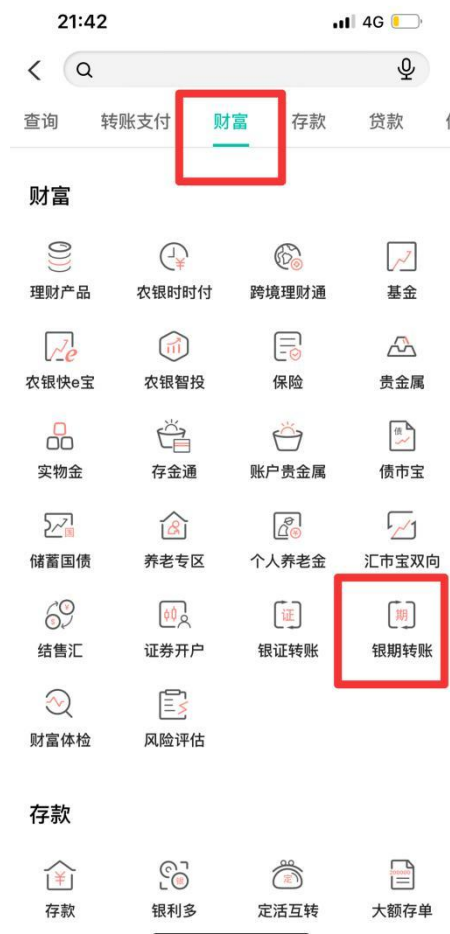 21:42 4G
查询 转账支付 财富 存款 贷款
财富
理财产品 农银时时付 跨境理财通 基金
农银快e宝 农银智投 保险 贵金属
实物金 存金通 账户贵金属 债市宝
储蓄国债 养老专区 个人养老金 汇市宝双向
结售汇 证券开户 银证转账 银期转账
财富体检 风险评估
存款
存款 银利多 定活互转 大额存单